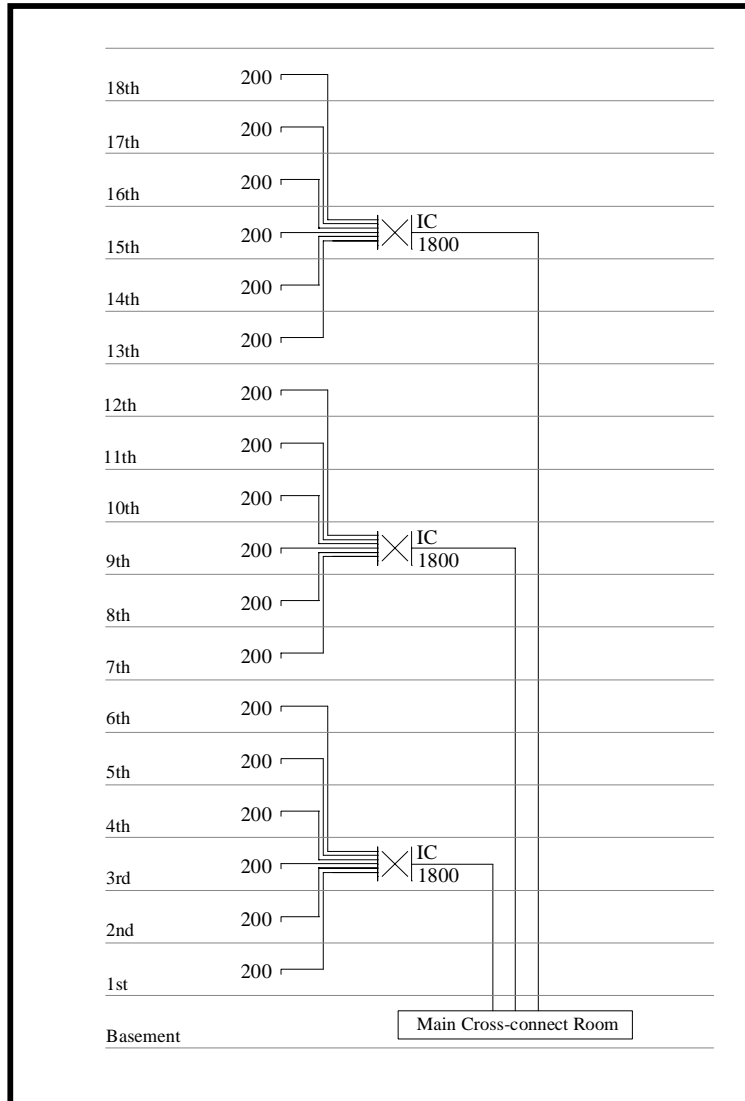 18th 200
17th 200
16th 200
IC
15th 200 1800
14th 200
13th 200
12th 200
11th 200
10th 200
IC
9th 200 1800
8th 200
7th 200
6th 200
5th 200
4th 200
IC
3rd 200 1800
2nd 200
1st 200
Basement Main Cross-connect Room